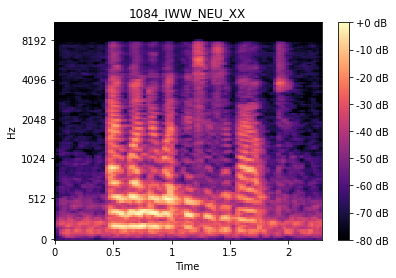 1084_IWW_NEU_XX
+0 dB
8192
-10 dB
4096
-20 dB
-30 dB
2048
-40 dB
Hz
1024
-50 dB
512
-60 dB
-70 dB
0
-80 dB
0 0.5 1 1.5 2
Time